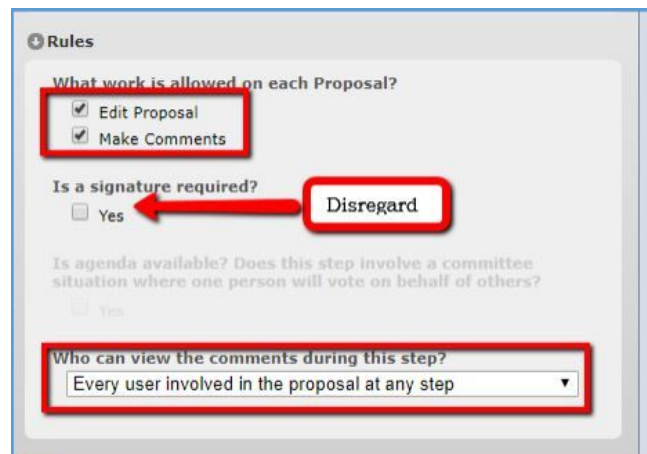 Rules
What work is allowed on each Proposal?
Edit Proposal
Make Comments
Is a signature required?
Yes
Disregard
Is agenda available? Does this step involve a committee
situation where one person will vote on behalf of others?
Yes
Who can view the comments during this step?
Every user involved in the proposal at any step